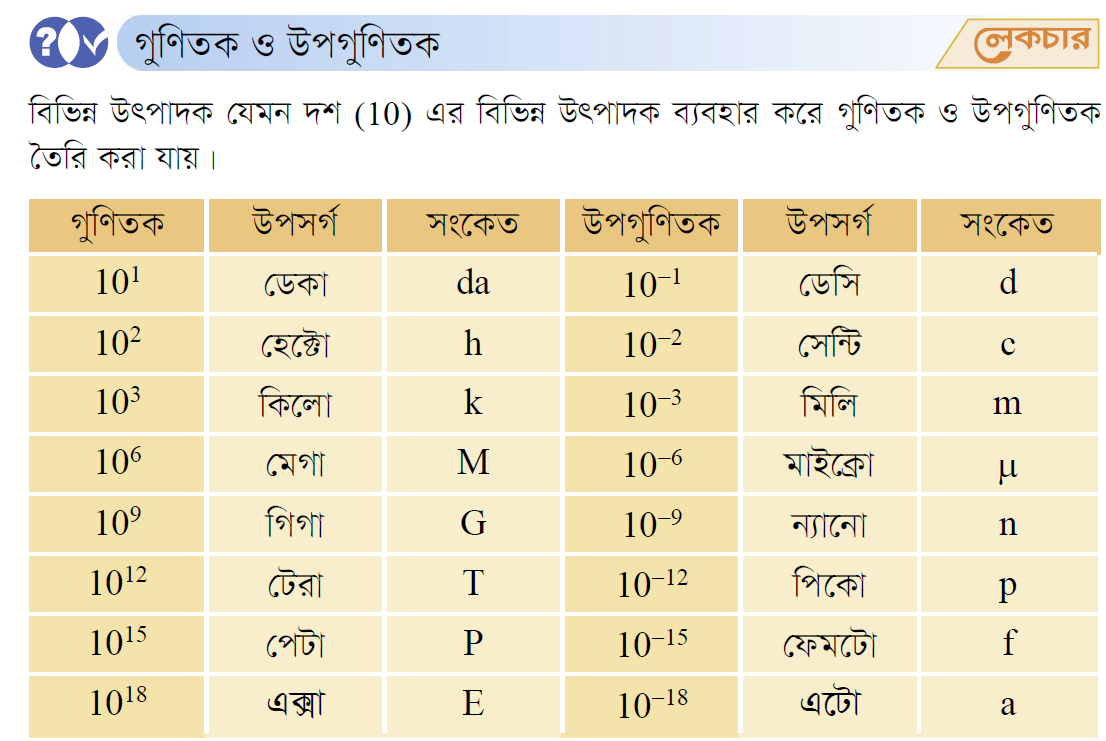 গুণিতক ও উপগুণিতক
লেকচার
বিভিন্ন উৎপাদক যেমন দশ (10) এর বিভিন্ন উৎপাদক ব্যবহার করে গুণিতক ও উপগুণিতক
তৈরি করা যায়।
গুণিতক উপসর্গ সংকেত উপগুণিতক উপসর্গ সংকেত
10¹ ডেকা da 10⁻¹ ডেসি d
10² হেক্টো h 10⁻² সেন্টি c
10³ কিলো k 10⁻³ মিলি m
10⁶ মেগা M 10⁻⁶ মাইক্রো μ
10⁹ গিগা G 10⁻⁹ ন্যানো n
10¹² টেরা T 10⁻¹² পিকো p
10¹⁵ পেটা P 10⁻¹⁵ ফেমটো f
10¹⁸ এক্সা E 10⁻¹⁸ এটো a